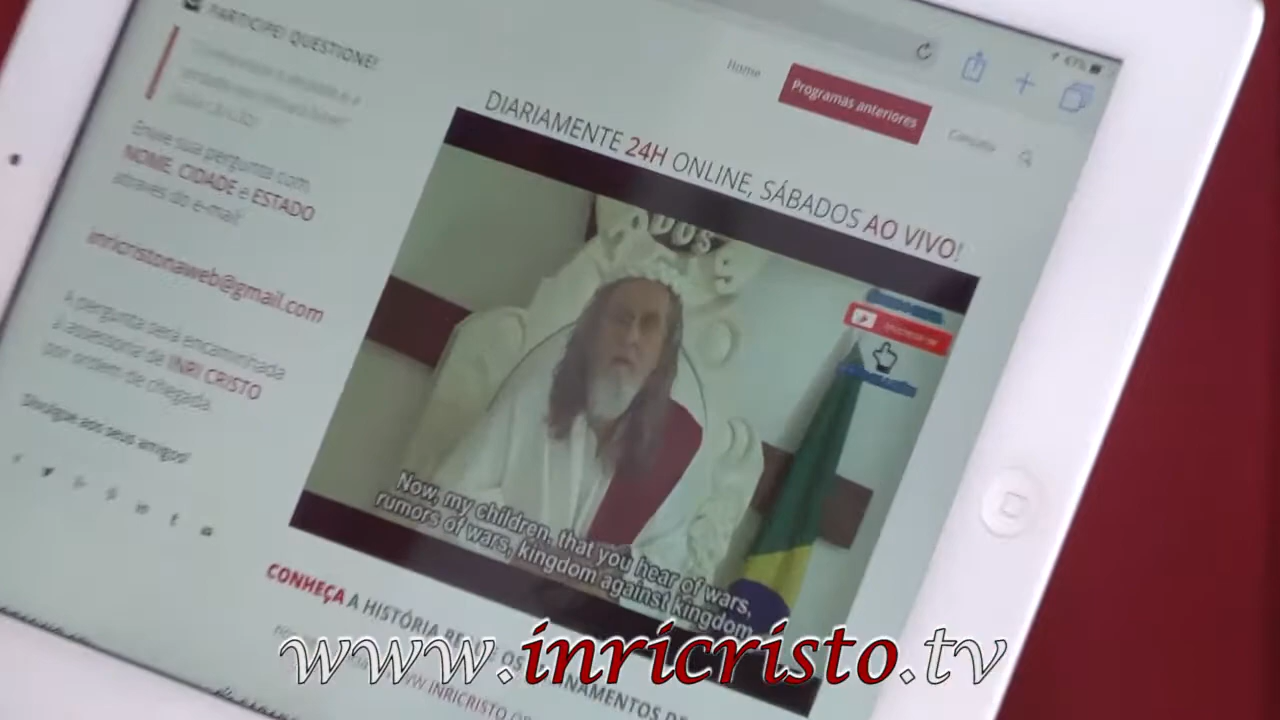 PARTICIPE! QUESTIONE!
Envie sua pergunta com
NOME, CIDADE e ESTADO
através do e-mail:
inricristonaweb@gmail.com
A pergunta será encaminhada
à assessoria de INRI CRISTO
por ordem de chegada.
Divulgue aos seus amigos!
67%
Home
Programas anteriores
Contato
DIARIAMENTE 24H ONLINE, SÁBADOS AO VIVO!
Now, my children, that you hear of wars,
rumors of wars, kingdom against kingdom
CONHEÇA A HISTÓRIA
www.inricristo.tv